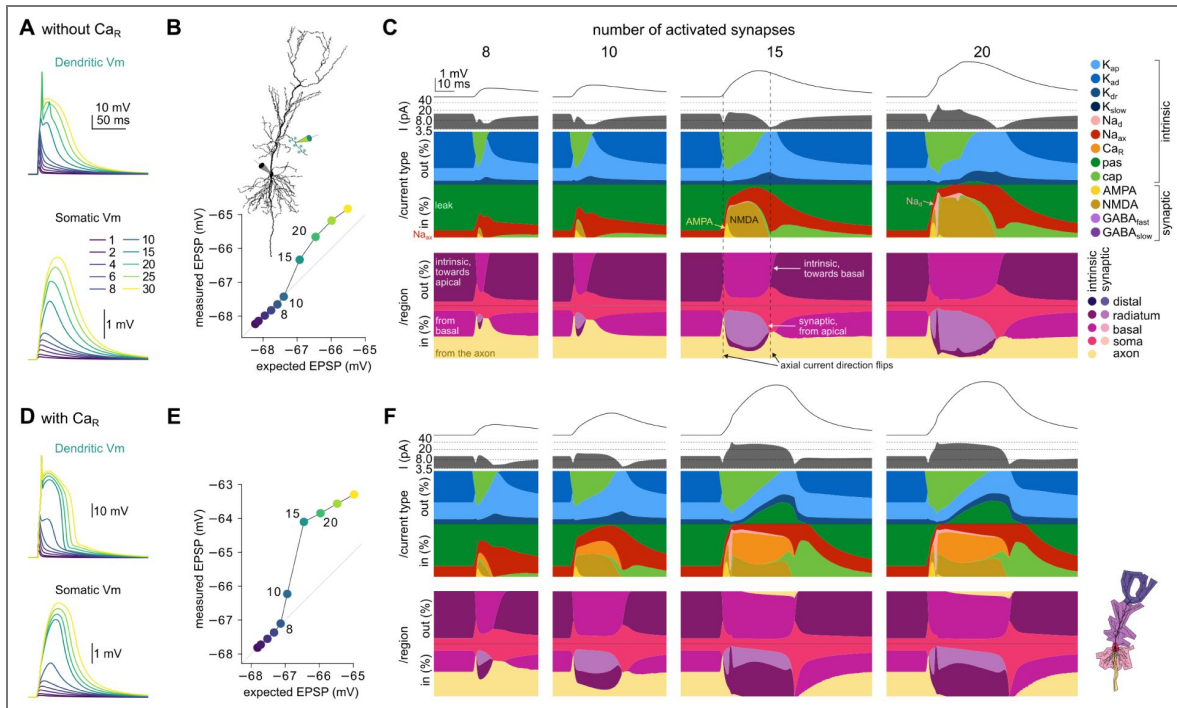 A without CaR
Dendritic Vm
10 mV
50 ms
Somatic Vm
1
2
4
6
8
10
15
20
25
30
1 mV
B
measured EPSP (mV)
−65
−66
−67
−68
20
15
10
8
−68 −67 −66 −65
expected EPSP (mV)
C
number of activated synapses
8 10 15 20
1 mV
10 ms
I (pA)
40
20
8.0
3.5
/current type
in (%) out (%)
leak
Naax
AMPA
NMDA
Nad
/region
in (%) out (%)
intrinsic,
towards
apical
from
basal
from the axon
intrinsic,
towards basal
synaptic,
from apical
axial current direction flips
Kap
Kad
Kdr
Kslow
Nad
Naax
CaR
pas
cap
AMPA
NMDA
GABAfast
GABAslow
intrinsic
synaptic
intrinsic
synaptic
distal
radiatum
basal
soma
axon
D with CaR
Dendritic Vm
10 mV
Somatic Vm
1 mV
E
measured EPSP (mV)
−63
−64
−65
−66
−67
−68
15
20
10
8
−68 −67 −66 −65
expected EPSP (mV)
F
I (pA)
40
20
8.0
3.5
/current type
in (%) out (%)
/region
in (%) out (%)